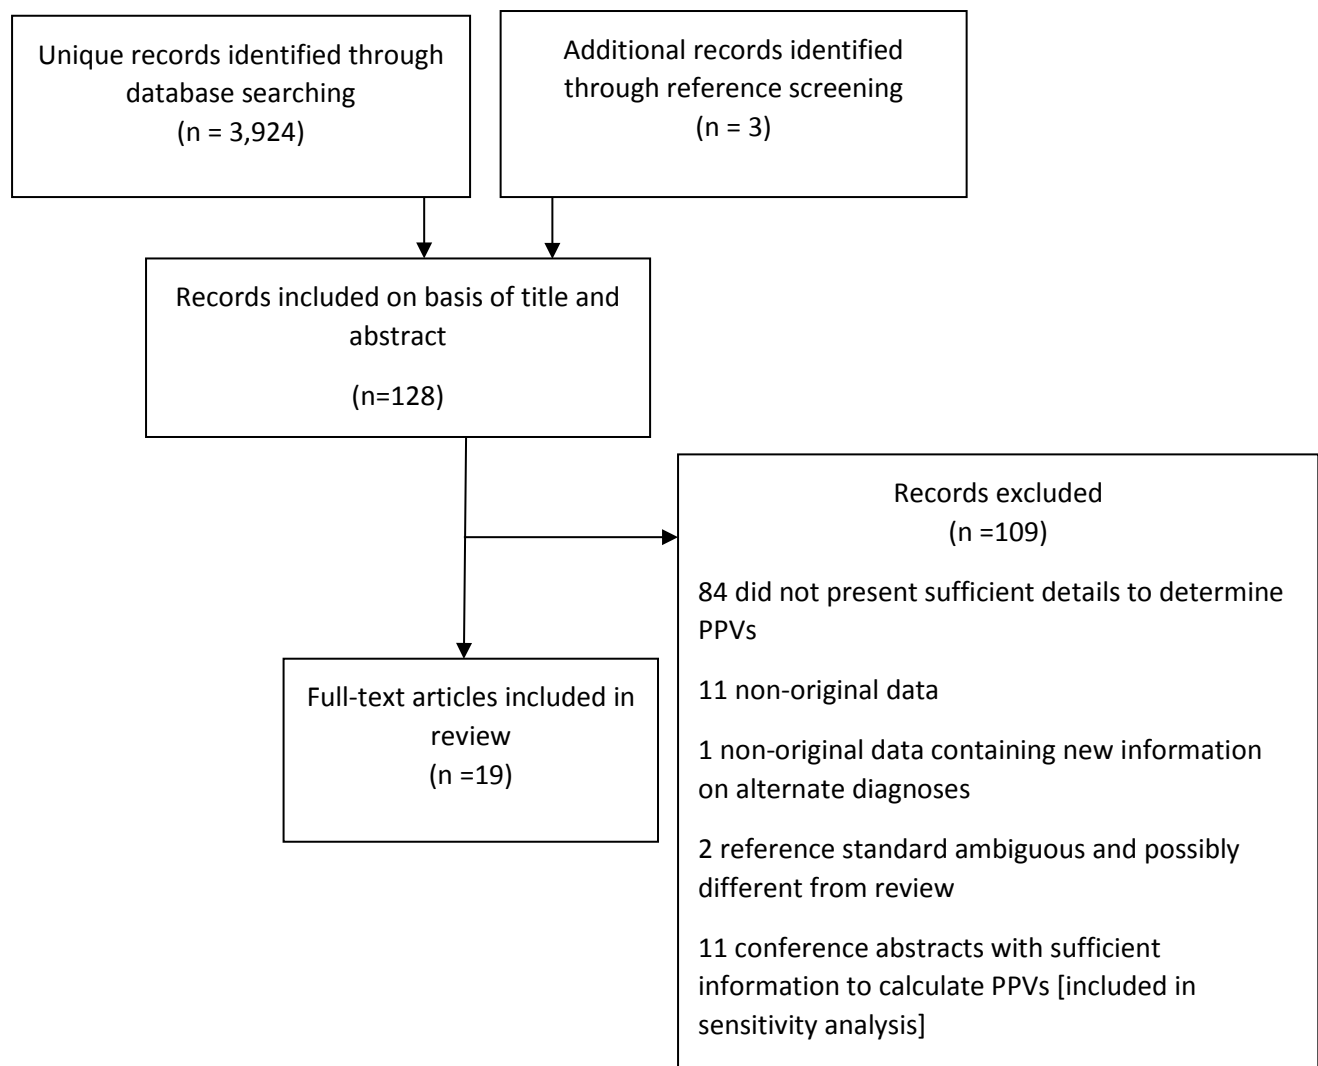 Unique records identified through
database searching
(n = 3,924)
Additional records identified
through reference screening
(n = 3)
Records included on basis of title and
abstract
(n=128)
Records excluded
(n =109)
84 did not present sufficient details to determine
PPVs
11 non-original data
1 non-original data containing new information
on alternate diagnoses
2 reference standard ambiguous and possibly
different from review
11 conference abstracts with sufficient
information to calculate PPVs [included in
sensitivity analysis]
Full-text articles included in
review
(n =19)